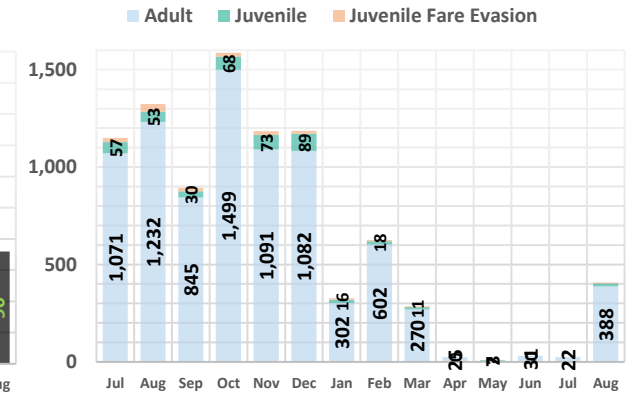 Adult Juvenile Juvenile Fare Evasion
1,500
1,000
500
0
1,071 1,232 845 1,499 1,091 1,082 302 602 270 22 388
57 53 30 68 73 89 16 18 11
Jul Aug Sep Oct Nov Dec Jan Feb Mar Apr May Jun Jul Aug